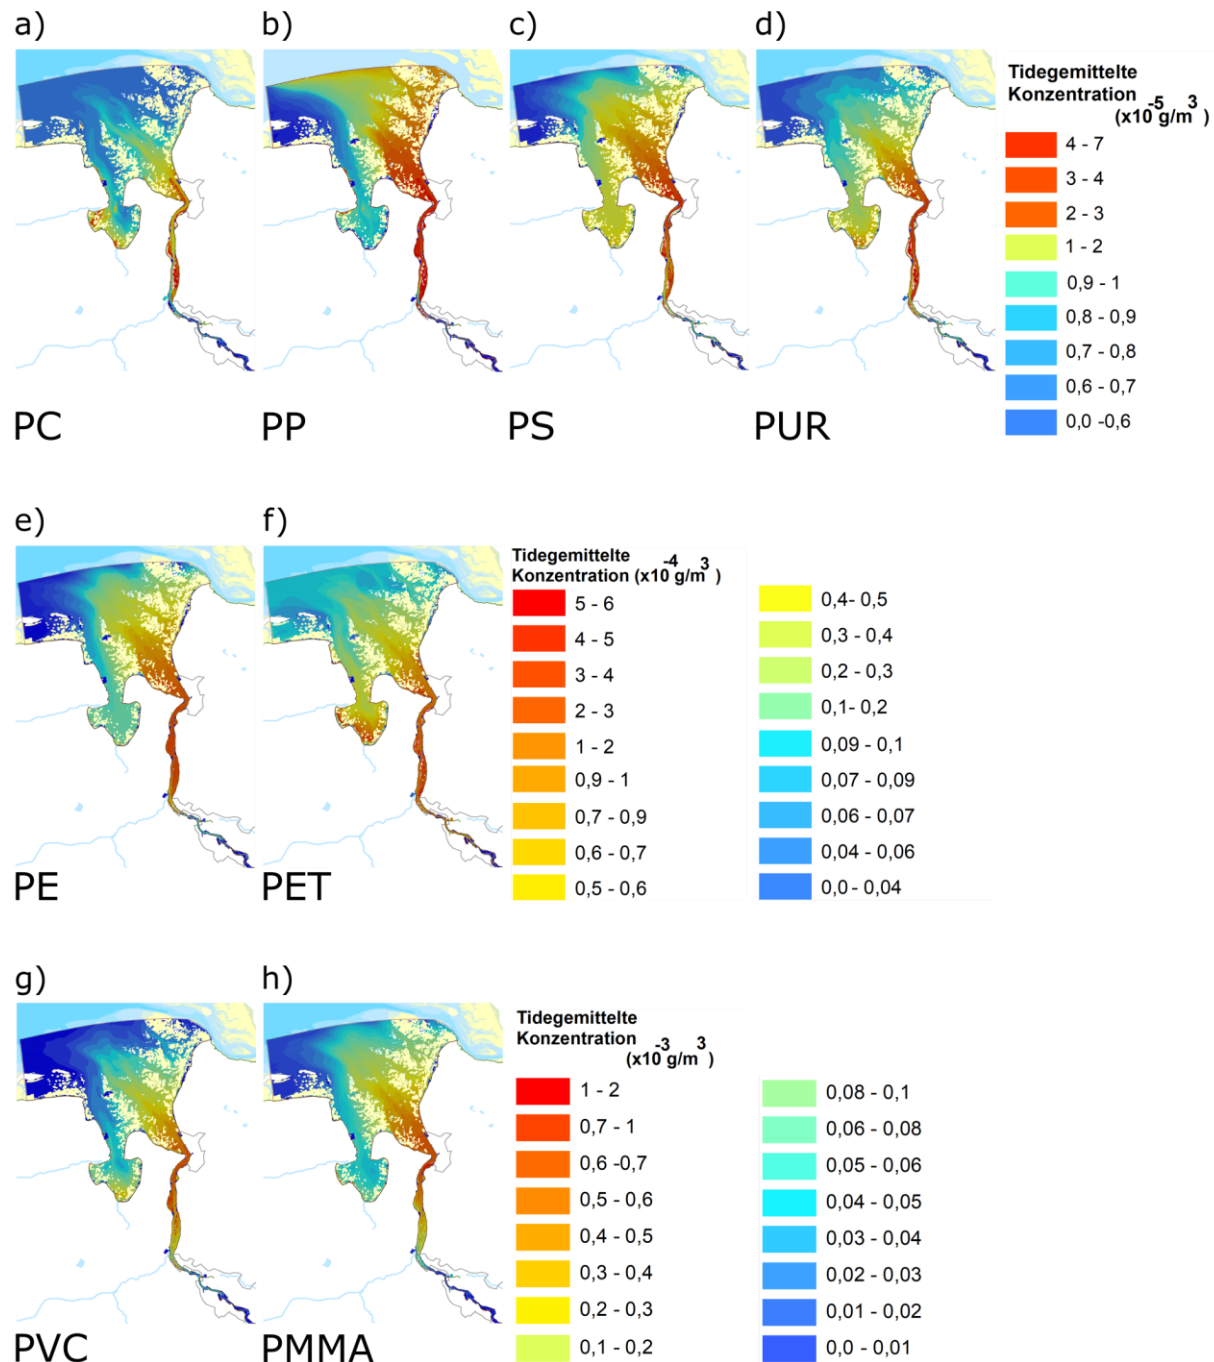 a)
b)
c)
d)
Tidegemittelte
Konzentration
(x10⁻⁵ g/m³)
4 - 7
3 - 4
2 - 3
1 - 2
0,9 - 1
0,8 - 0,9
0,7 - 0,8
0,6 - 0,7
0,0 -0,6
PC
PP
PS
PUR
e)
f)
Tidegemittelte
Konzentration (x10⁻⁴ g/m³)
5 - 6
4 - 5
3 - 4
2 - 3
1 - 2
0,9 - 1
0,7 - 0,9
0,6 - 0,7
0,5 - 0,6
0,4- 0,5
0,3 - 0,4
0,2 - 0,3
0,1- 0,2
0,09 - 0,1
0,07 - 0,09
0,06 - 0,07
0,04 - 0,06
0,0 - 0,04
PE
PET
g)
h)
Tidegemittelte
Konzentration
(x10⁻³ g/m³)
1 - 2
0,7 - 1
0,6 -0,7
0,5 - 0,6
0,4 - 0,5
0,3 - 0,4
0,2 - 0,3
0,1 - 0,2
0,08 - 0,1
0,06 - 0,08
0,05 - 0,06
0,04 - 0,05
0,03 - 0,04
0,02 - 0,03
0,01 - 0,02
0,0 - 0,01
PVC
PMMA